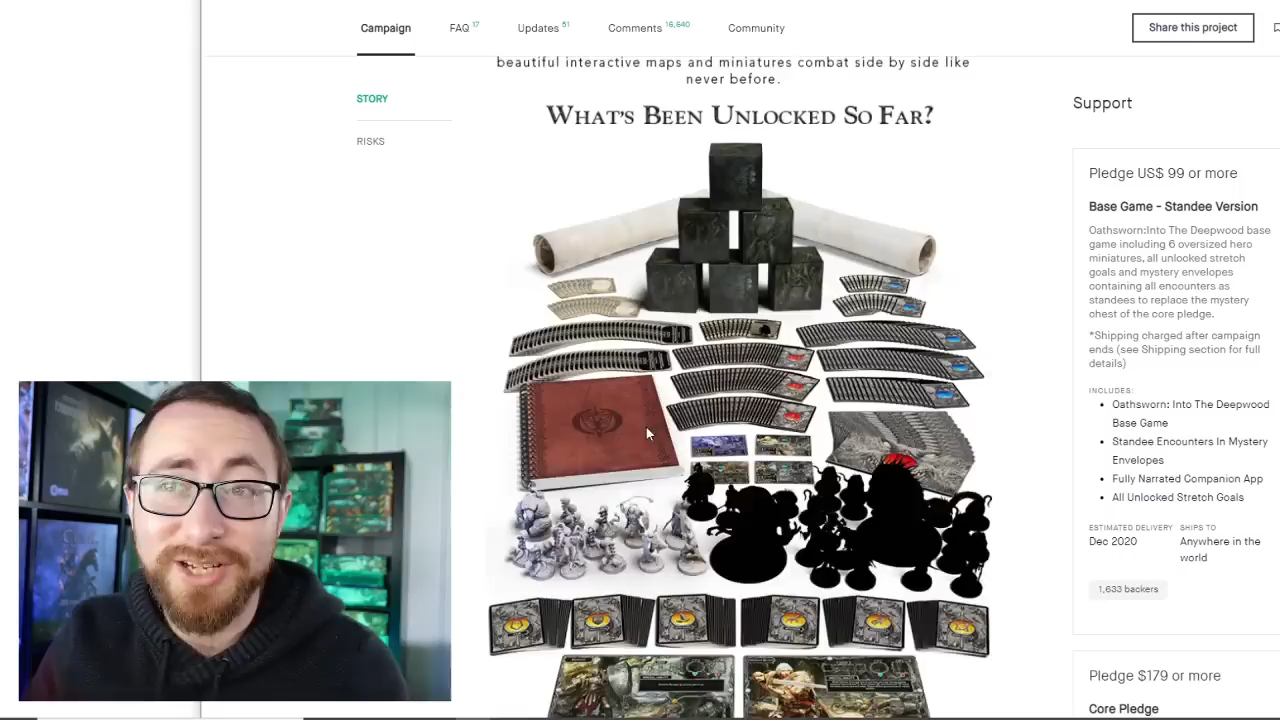 Campaign
FAQ 17
Updates 51
Comments 16,640
Community
Share this project
beautiful interactive maps and miniatures combat side by side like
never before.
STORY
RISKS
WHAT'S BEEN UNLOCKED SO FAR?
Support
Pledge US$ 99 or more
Base Game - Standee Version
Oathsworn:Into The Deepwood base
game including 6 oversized hero
miniatures, all unlocked stretch
goals and mystery envelopes
containing all encounters as
standees to replace the mystery
chest of the core pledge.
*Shipping charged after campaign
ends (see Shipping section for full
details)
INCLUDES:
Oathsworn: Into The Deepwood
Base Game
Standee Encounters In Mystery
Envelopes
Fully Narrated Companion App
All Unlocked Stretch Goals
ESTIMATED DELIVERY
Dec 2020
SHIPS TO
Anywhere in the
world
1,633 backers
Pledge $179 or more
Core Pledge